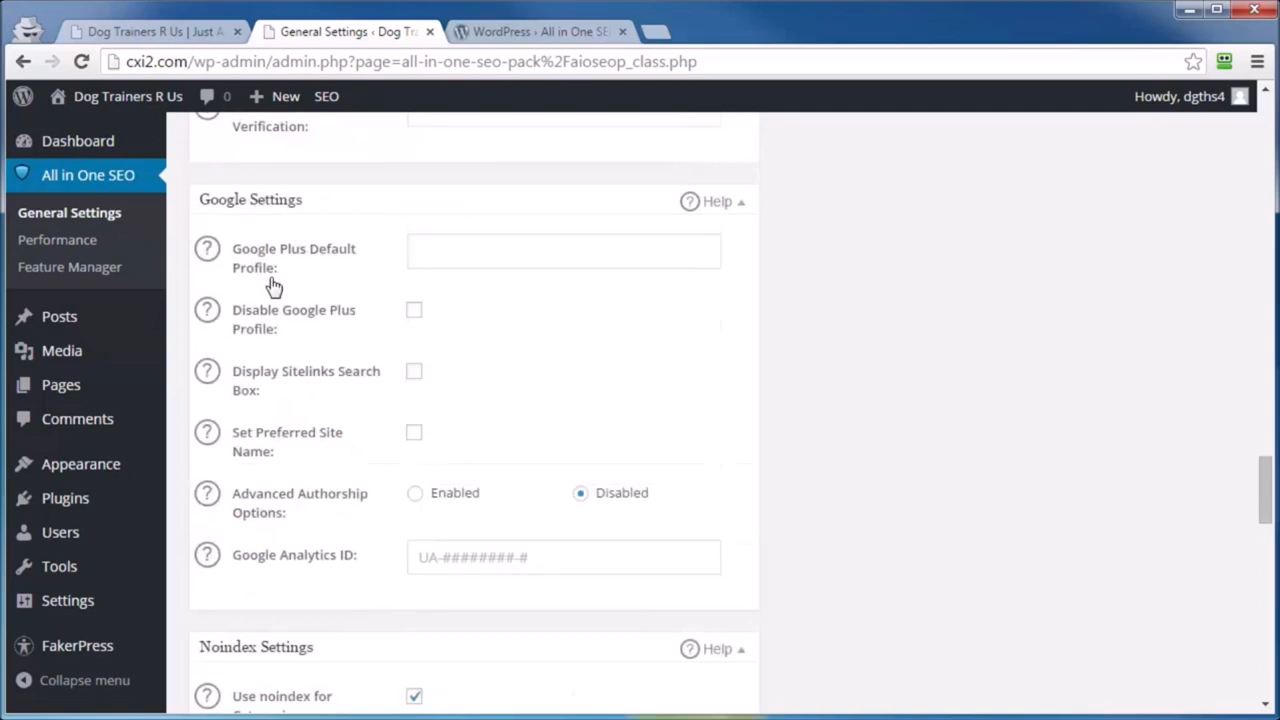 Dog Trainers R Us | Just A
General Settings ‹ Dog Tr
WordPress › All in One SE
cxi2.com/wp-admin/admin.php?page=all-in-one-seo-pack%2Faioseop_class.php
Dog Trainers R Us
0
New
SEO
Howdy, dgths4
Dashboard
All in One SEO
General Settings
Performance
Feature Manager
Posts
Media
Pages
Comments
Appearance
Plugins
Users
Tools
Settings
FakerPress
Collapse menu
Verification:
Google Settings
? Help
? Google Plus Default
Profile:
? Disable Google Plus
Profile:
? Display Sitelinks Search
Box:
? Set Preferred Site
Name:
? Advanced Authorship
Options:
Enabled
Disabled
? Google Analytics ID:
UA-########-#
Noindex Settings
? Help
? Use noindex for